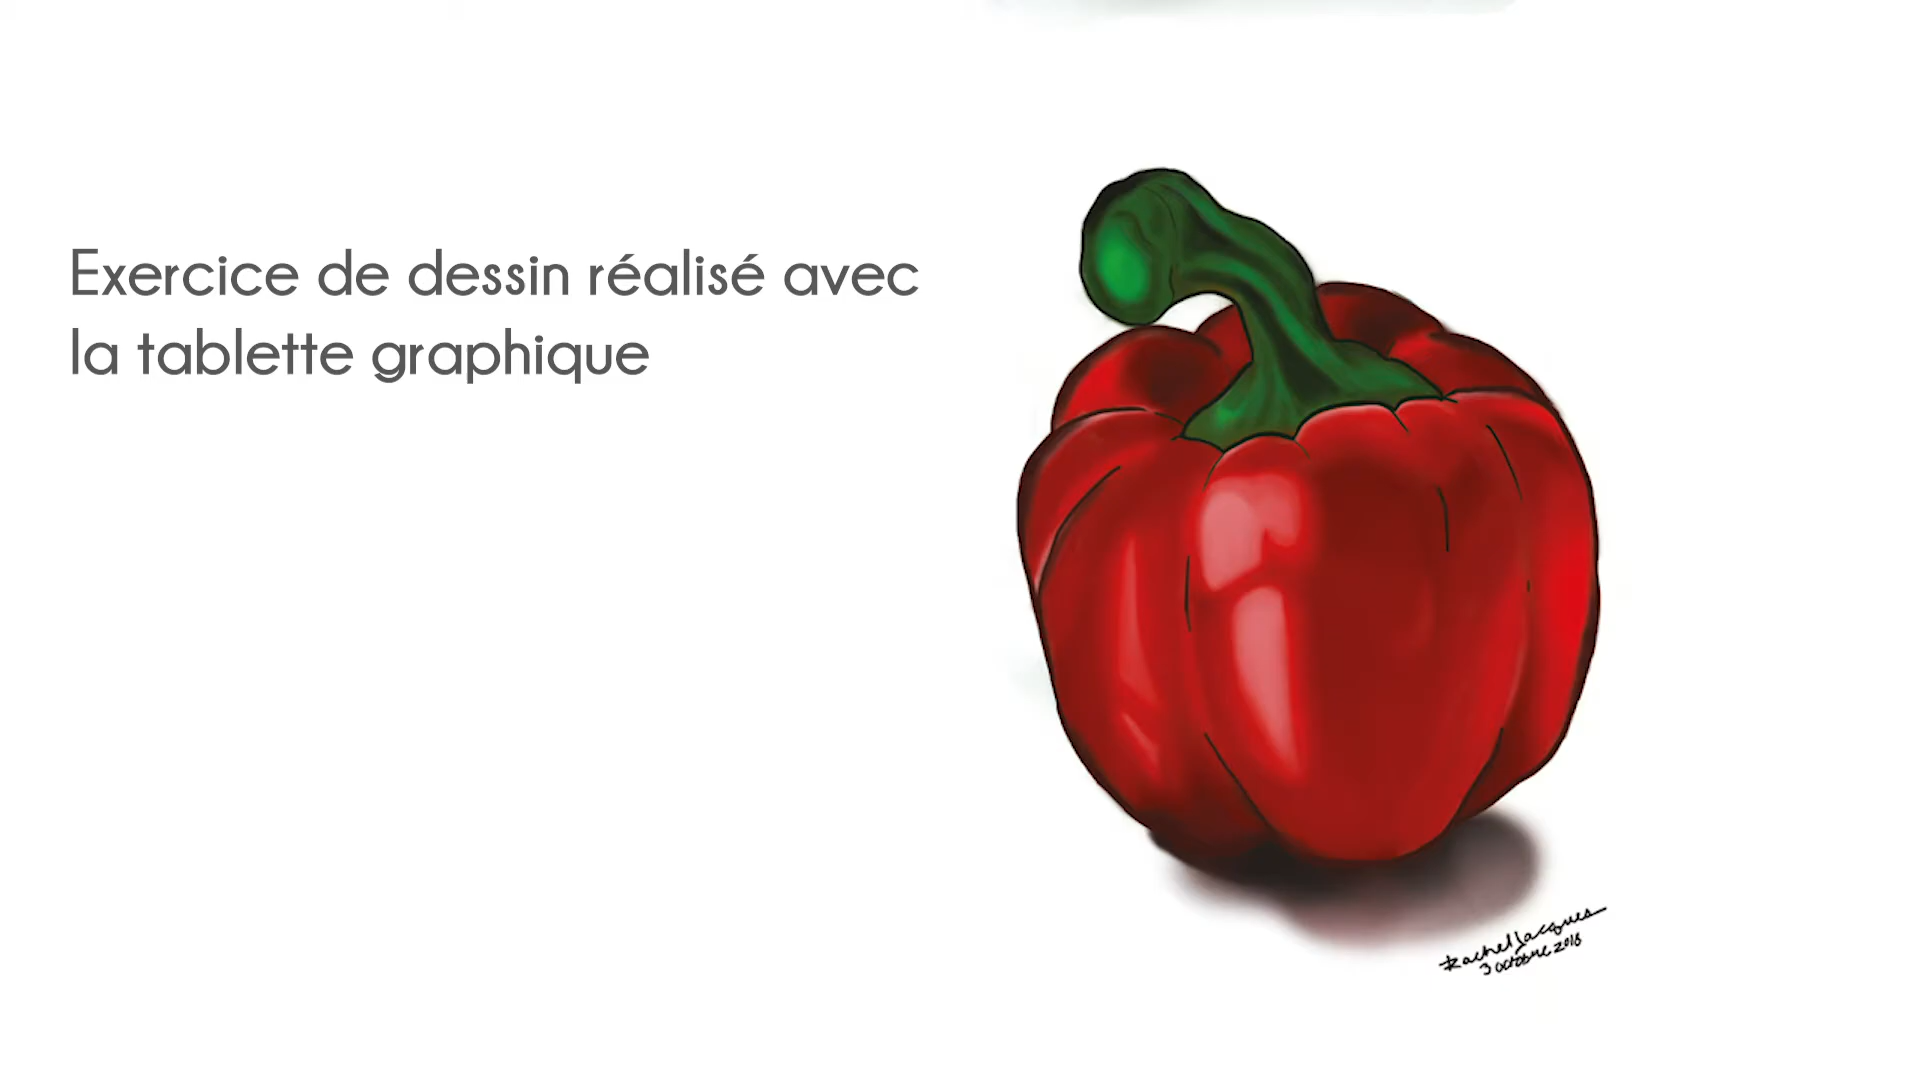 Exercice de dessin réalisé avec
la tablette graphique
Rachel Jacques
3 octobre 2018